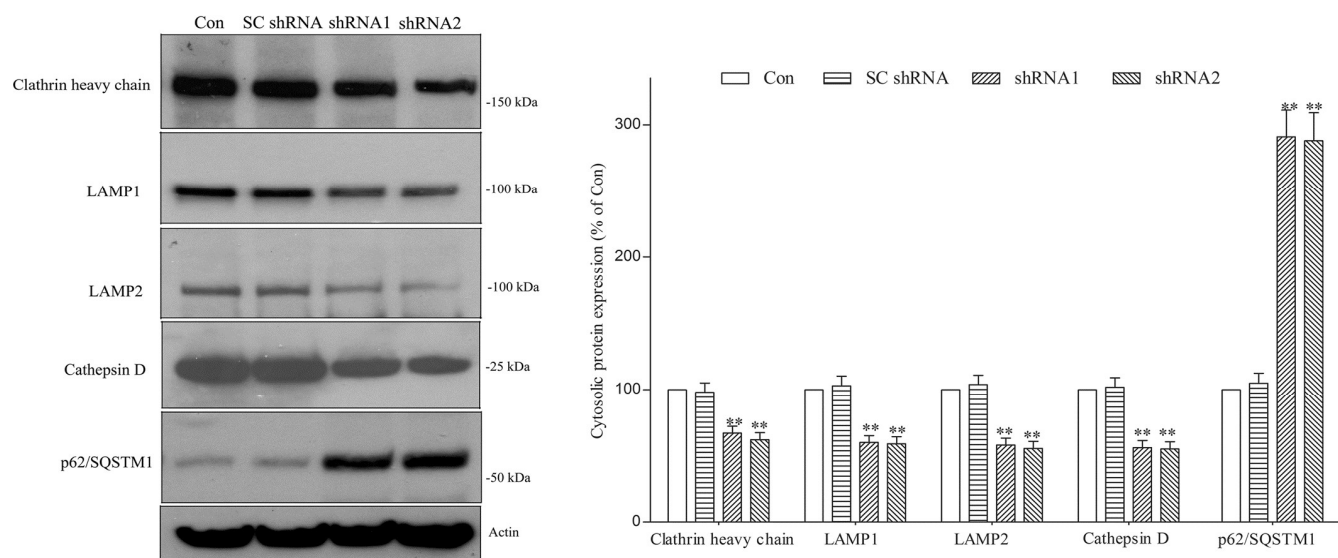 Con SC shRNA shRNA1 shRNA2
Clathrin heavy chain
-150 kDa
LAMP1
-100 kDa
LAMP2
-100 kDa
Cathepsin D
-25 kDa
p62/SQSTM1
-50 kDa
Actin
Con SC shRNA shRNA1 shRNA2
Cytosolic protein expression (% of Con)
300
200
100
0
** **
** **
** **
** **
** **
Clathrin heavy chain LAMP1 LAMP2 Cathepsin D p62/SQSTM1